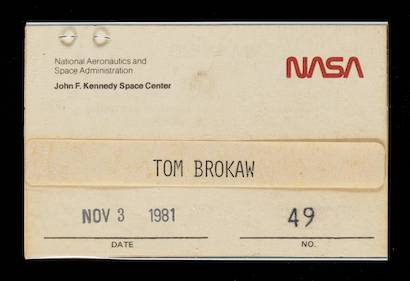 National Aeronautics and
Space Administration
John F. Kennedy Space Center
NASA
TOM BROKAW
NOV 3 1981
49
DATE
NO.